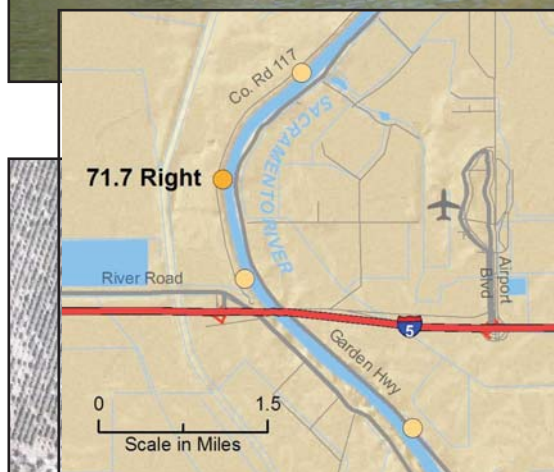 Co. Rd 117
SACRAMENTO RIVER
71.7 Right
River Road
Airport
Blvd
5
Garden Hwy
0 1.5
Scale in Miles